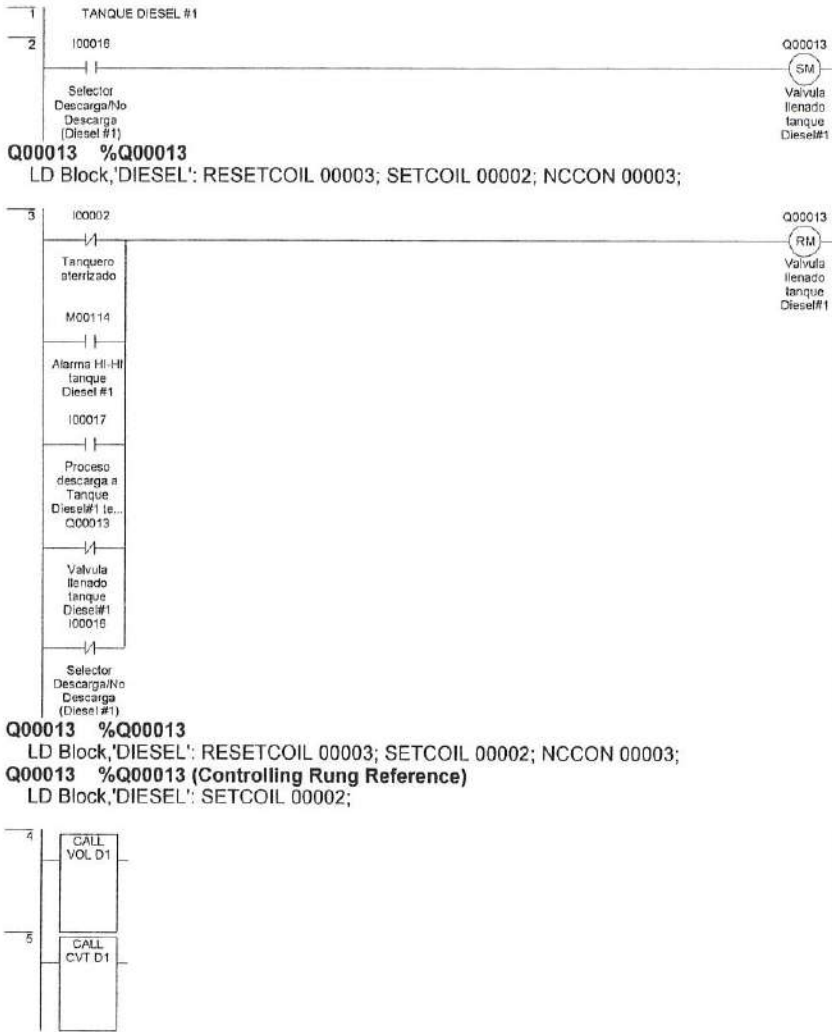 1 TANQUE DIESEL #1
2 I00016 Q00013
SM
Selector
Descarga/No
Descarga
(Diesel #1)
Valvula
llenado
tanque
Diesel#1
Q00013 %Q00013
LD Block,'DIESEL': RESETCOIL 00003; SETCOIL 00002; NCCON 00003;
3 I00002 Q00013
RM
Tanquero
aterrizado
Valvula
llenado
tanque
Diesel#1
M00114
Alarma HI-HI
tanque
Diesel #1
I00017
Proceso
descarga a
Tanque
Diesel#1 te...
Q00013
Valvula
llenado
tanque
Diesel#1
I00016
Selector
Descarga/No
Descarga
(Diesel #1)
Q00013 %Q00013
LD Block,'DIESEL': RESETCOIL 00003; SETCOIL 00002; NCCON 00003;
Q00013 %Q00013 (Controlling Rung Reference)
LD Block,'DIESEL': SETCOIL 00002;
4 CALL
VOL D1
5 CALL
CVT D1